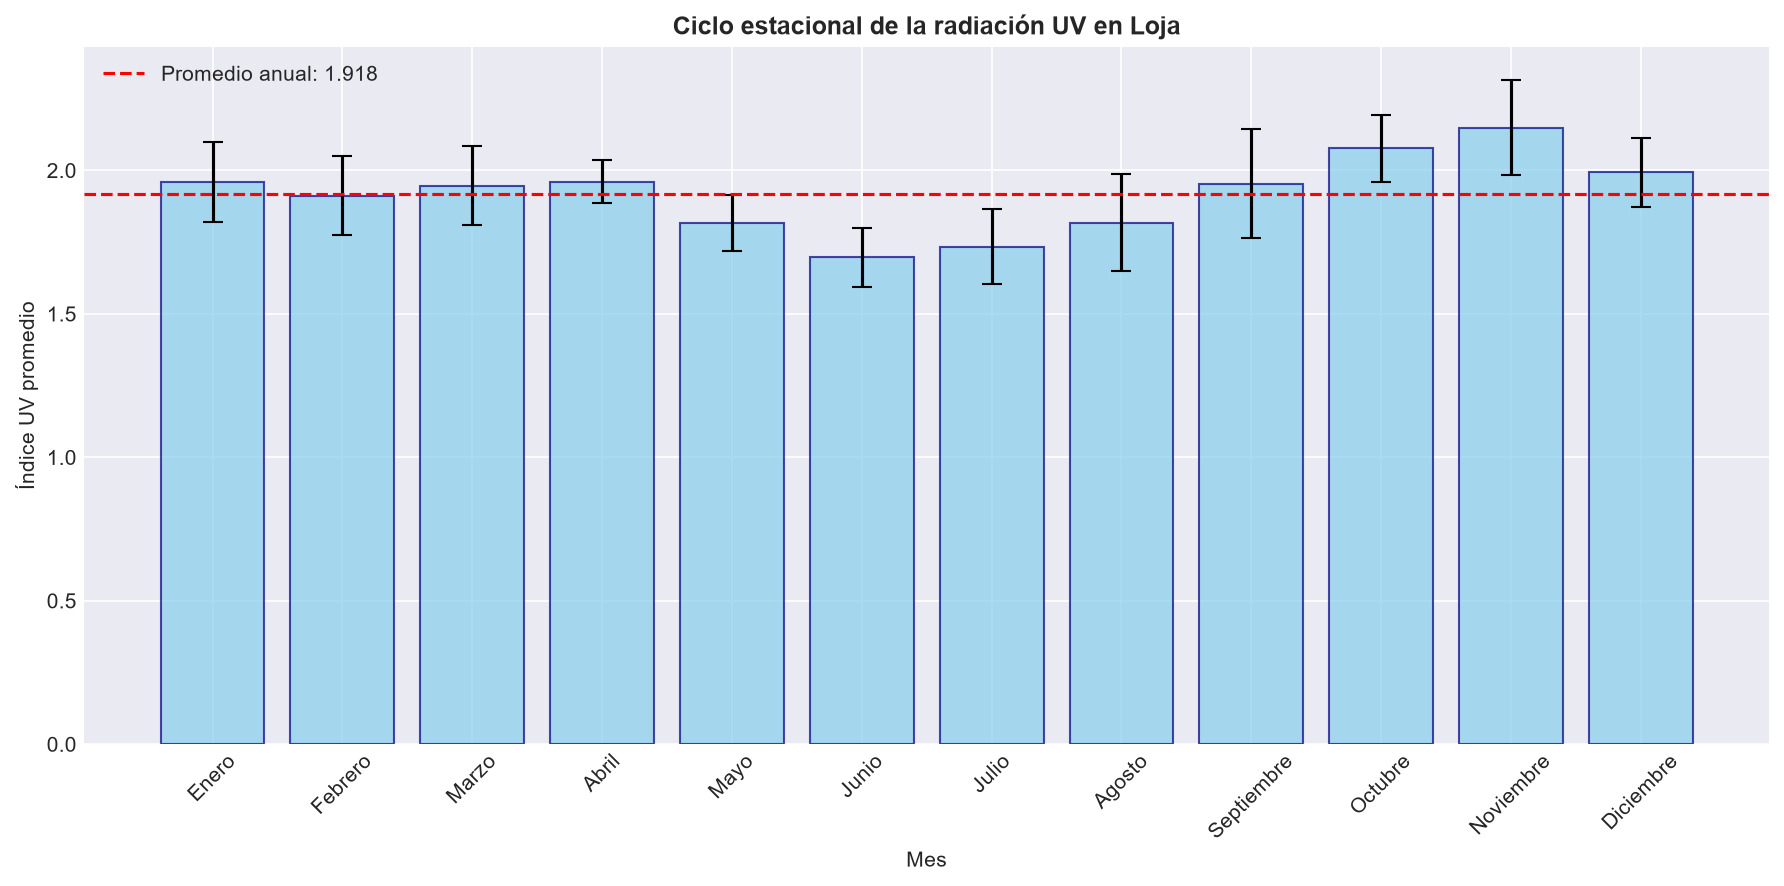 Ciclo estacional de la radiación UV en Loja
Promedio anual: 1.918
Índice UV promedio
2.0
1.5
1.0
0.5
0.0
Enero
Febrero
Marzo
Abril
Mayo
Junio
Julio
Agosto
Septiembre
Octubre
Noviembre
Diciembre
Mes